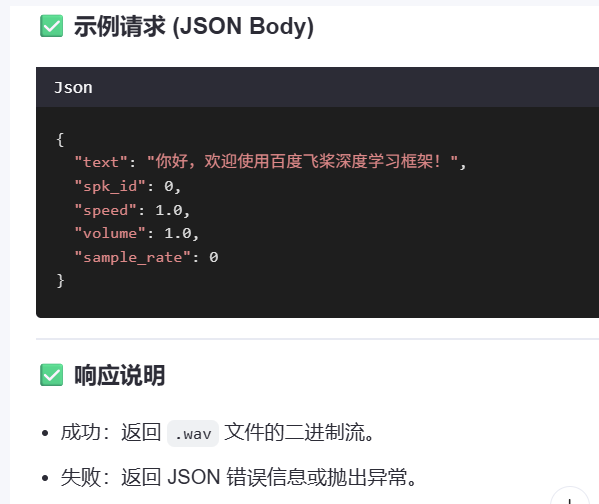 ✅ 示例请求 (JSON Body)
Json
{
  "text": "你好，欢迎使用百度飞桨深度学习框架！",
  "spk_id": 0,
  "speed": 1.0,
  "volume": 1.0,
  "sample_rate": 0
}
✅ 响应说明
• 成功：返回 .wav 文件的二进制流。
• 失败：返回 JSON 错误信息或抛出异常。